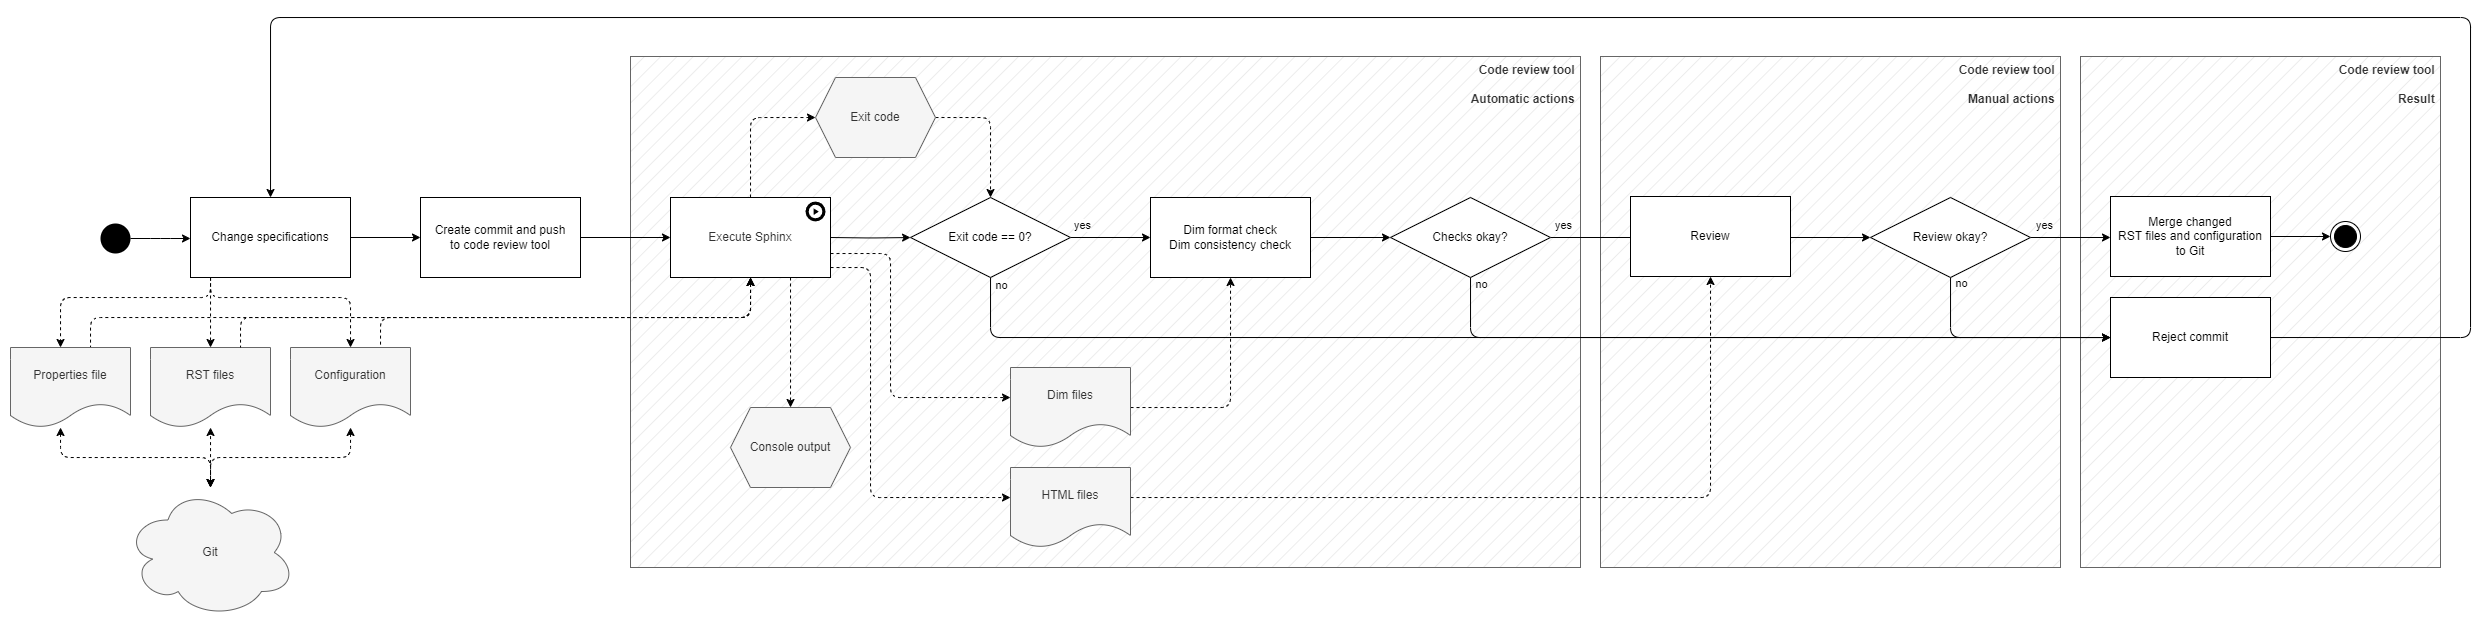 Code review tool
Automatic actions
Code review tool
Manual actions
Code review tool
Result
Exit code
Change specifications
Create commit and push
to code review tool
Execute Sphinx
Exit code == 0?
yes
no
Dim format check
Dim consistency check
Checks okay?
yes
no
Review
Review okay?
yes
no
Merge changed
RST files and configuration
to Git
Reject commit
Properties file
RST files
Configuration
Dim files
Console output
HTML files
Git